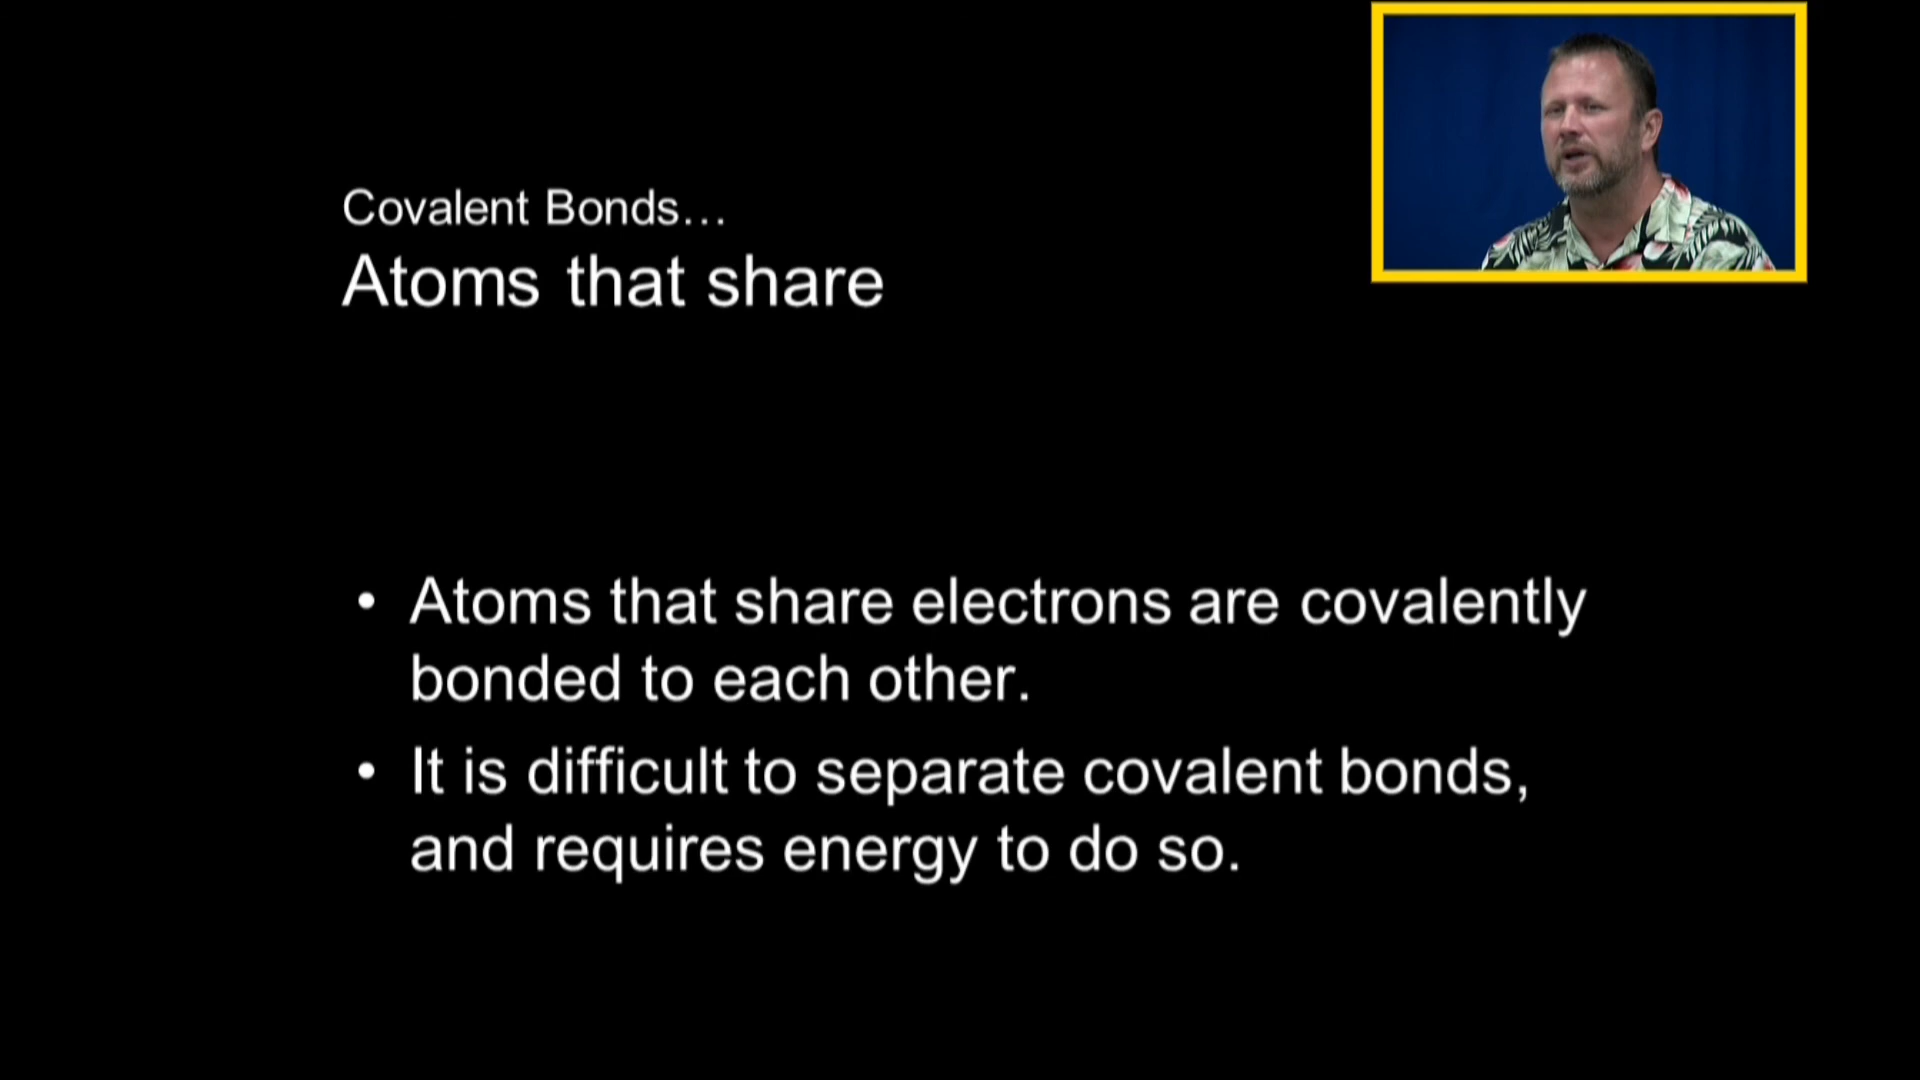 Covalent Bonds…
Atoms that share
• Atoms that share electrons are covalently
bonded to each other.
• It is difficult to separate covalent bonds,
and requires energy to do so.